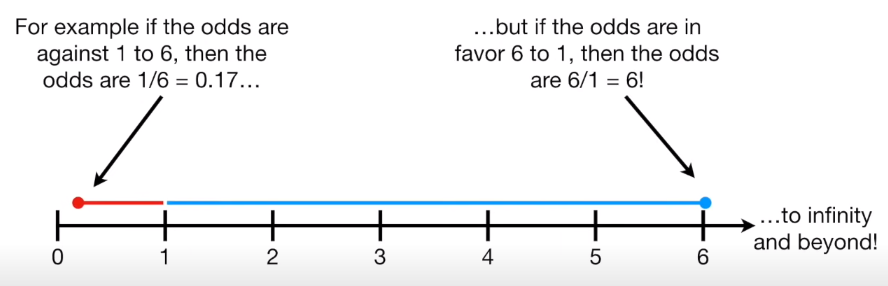 For example if the odds are
against 1 to 6, then the
odds are 1/6 = 0.17…
…but if the odds are in
favor 6 to 1, then the odds
are 6/1 = 6!
…to infinity
and beyond!
0 1 2 3 4 5 6